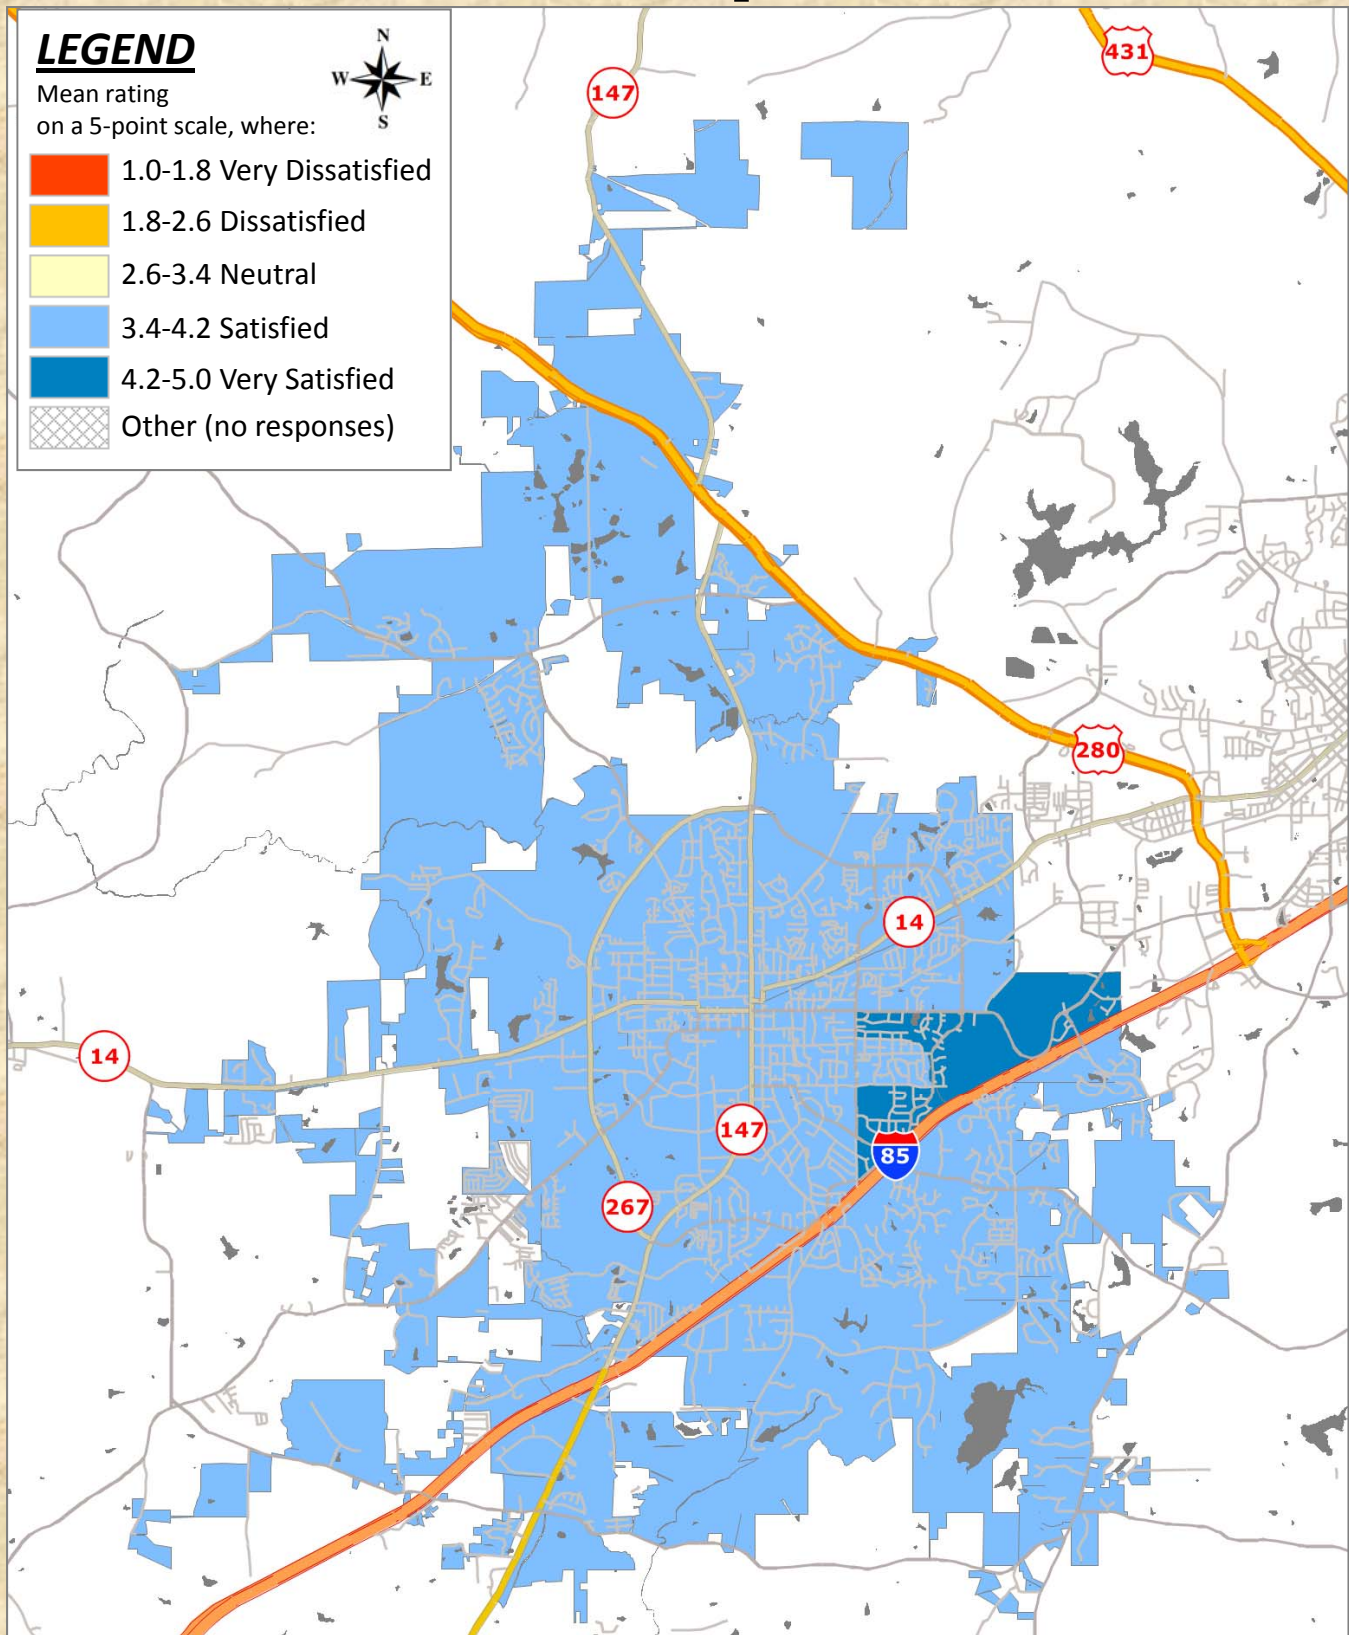 LEGEND
Mean rating
on a 5-point scale, where:
N
W E
S
1.0-1.8 Very Dissatisfied
1.8-2.6 Dissatisfied
2.6-3.4 Neutral
3.4-4.2 Satisfied
4.2-5.0 Very Satisfied
Other (no responses)
431
147
280
14
14
147
85
267